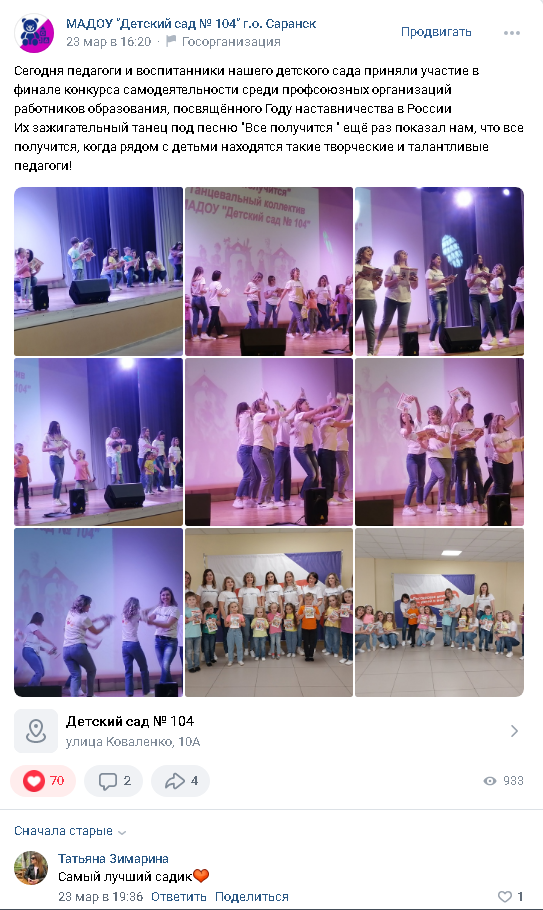 МАДОУ "Детский сад № 104" г.о. Саранск
23 мар в 16:20 · Госорганизация
Продвигать
Сегодня педагоги и воспитанники нашего детского сада приняли участие в
финале конкурса самодеятельности среди профсоюзных организаций
работников образования, посвящённого Году наставничества в России
Их зажигательный танец под песню "Все получится " ещё раз показал нам, что все
получится, когда рядом с детьми находятся такие творческие и талантливые
педагоги!
получится"
Танцевальный коллектив
МАДОУ "Детский сад № 104"
104"
№ 104"
Детский сад № 104
улица Коваленко, 10А
70
2
4
933
Сначала старые
Татьяна Зимарина
Самый лучший садик
23 мар в 19:36 Ответить Поделиться
1